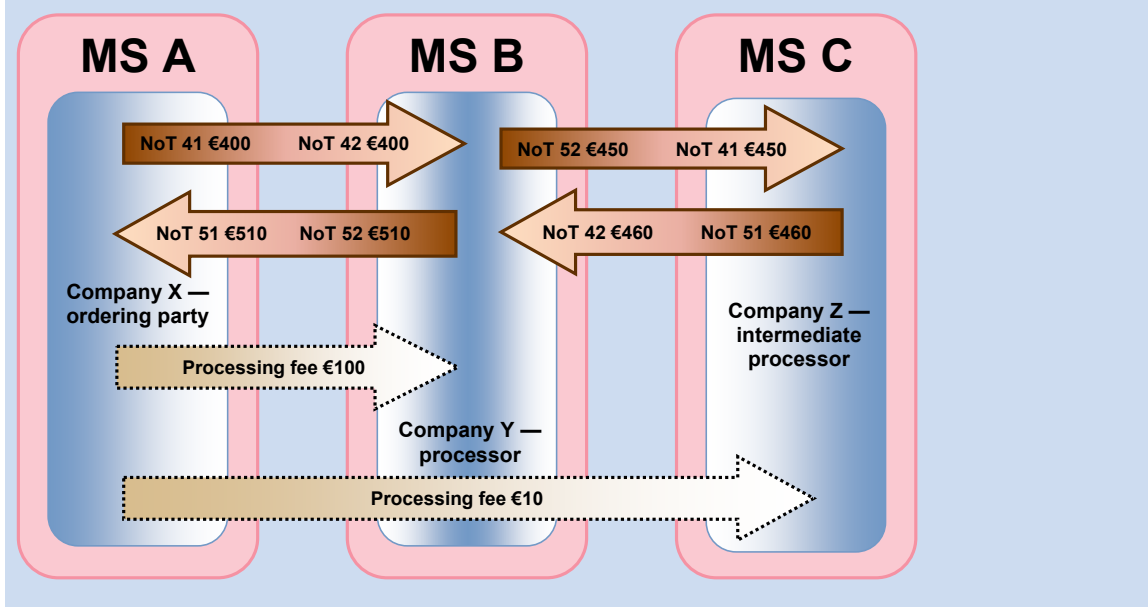 MS A
MS B
MS C
NoT 41 €400
NoT 42 €400
NoT 52 €450
NoT 41 €450
NoT 51 €510
NoT 52 €510
NoT 42 €460
NoT 51 €460
Company X —
ordering party
Company Z —
intermediate
processor
Processing fee €100
Company Y —
processor
Processing fee €10